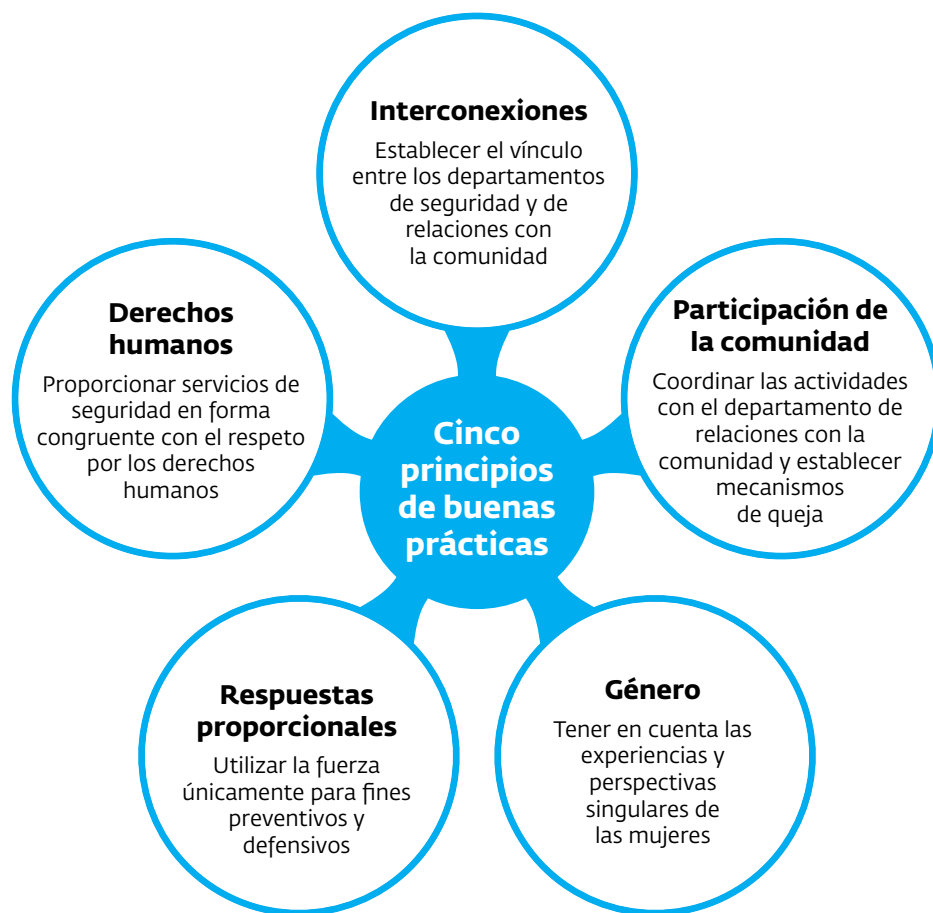 Interconexiones
Establecer el vínculo
entre los departamentos
de seguridad y de
relaciones con
la comunidad
Derechos
humanos
Proporcionar servicios de
seguridad en forma
congruente con el respeto
por los derechos
humanos
Participación de
la comunidad
Coordinar las actividades
con el departamento de
relaciones con la
comunidad y establecer
mecanismos
de queja
Cinco
principios
de buenas
prácticas
Respuestas
proporcionales
Utilizar la fuerza
únicamente para fines
preventivos y
defensivos
Género
Tener en cuenta las
experiencias y
perspectivas
singulares de
las mujeres